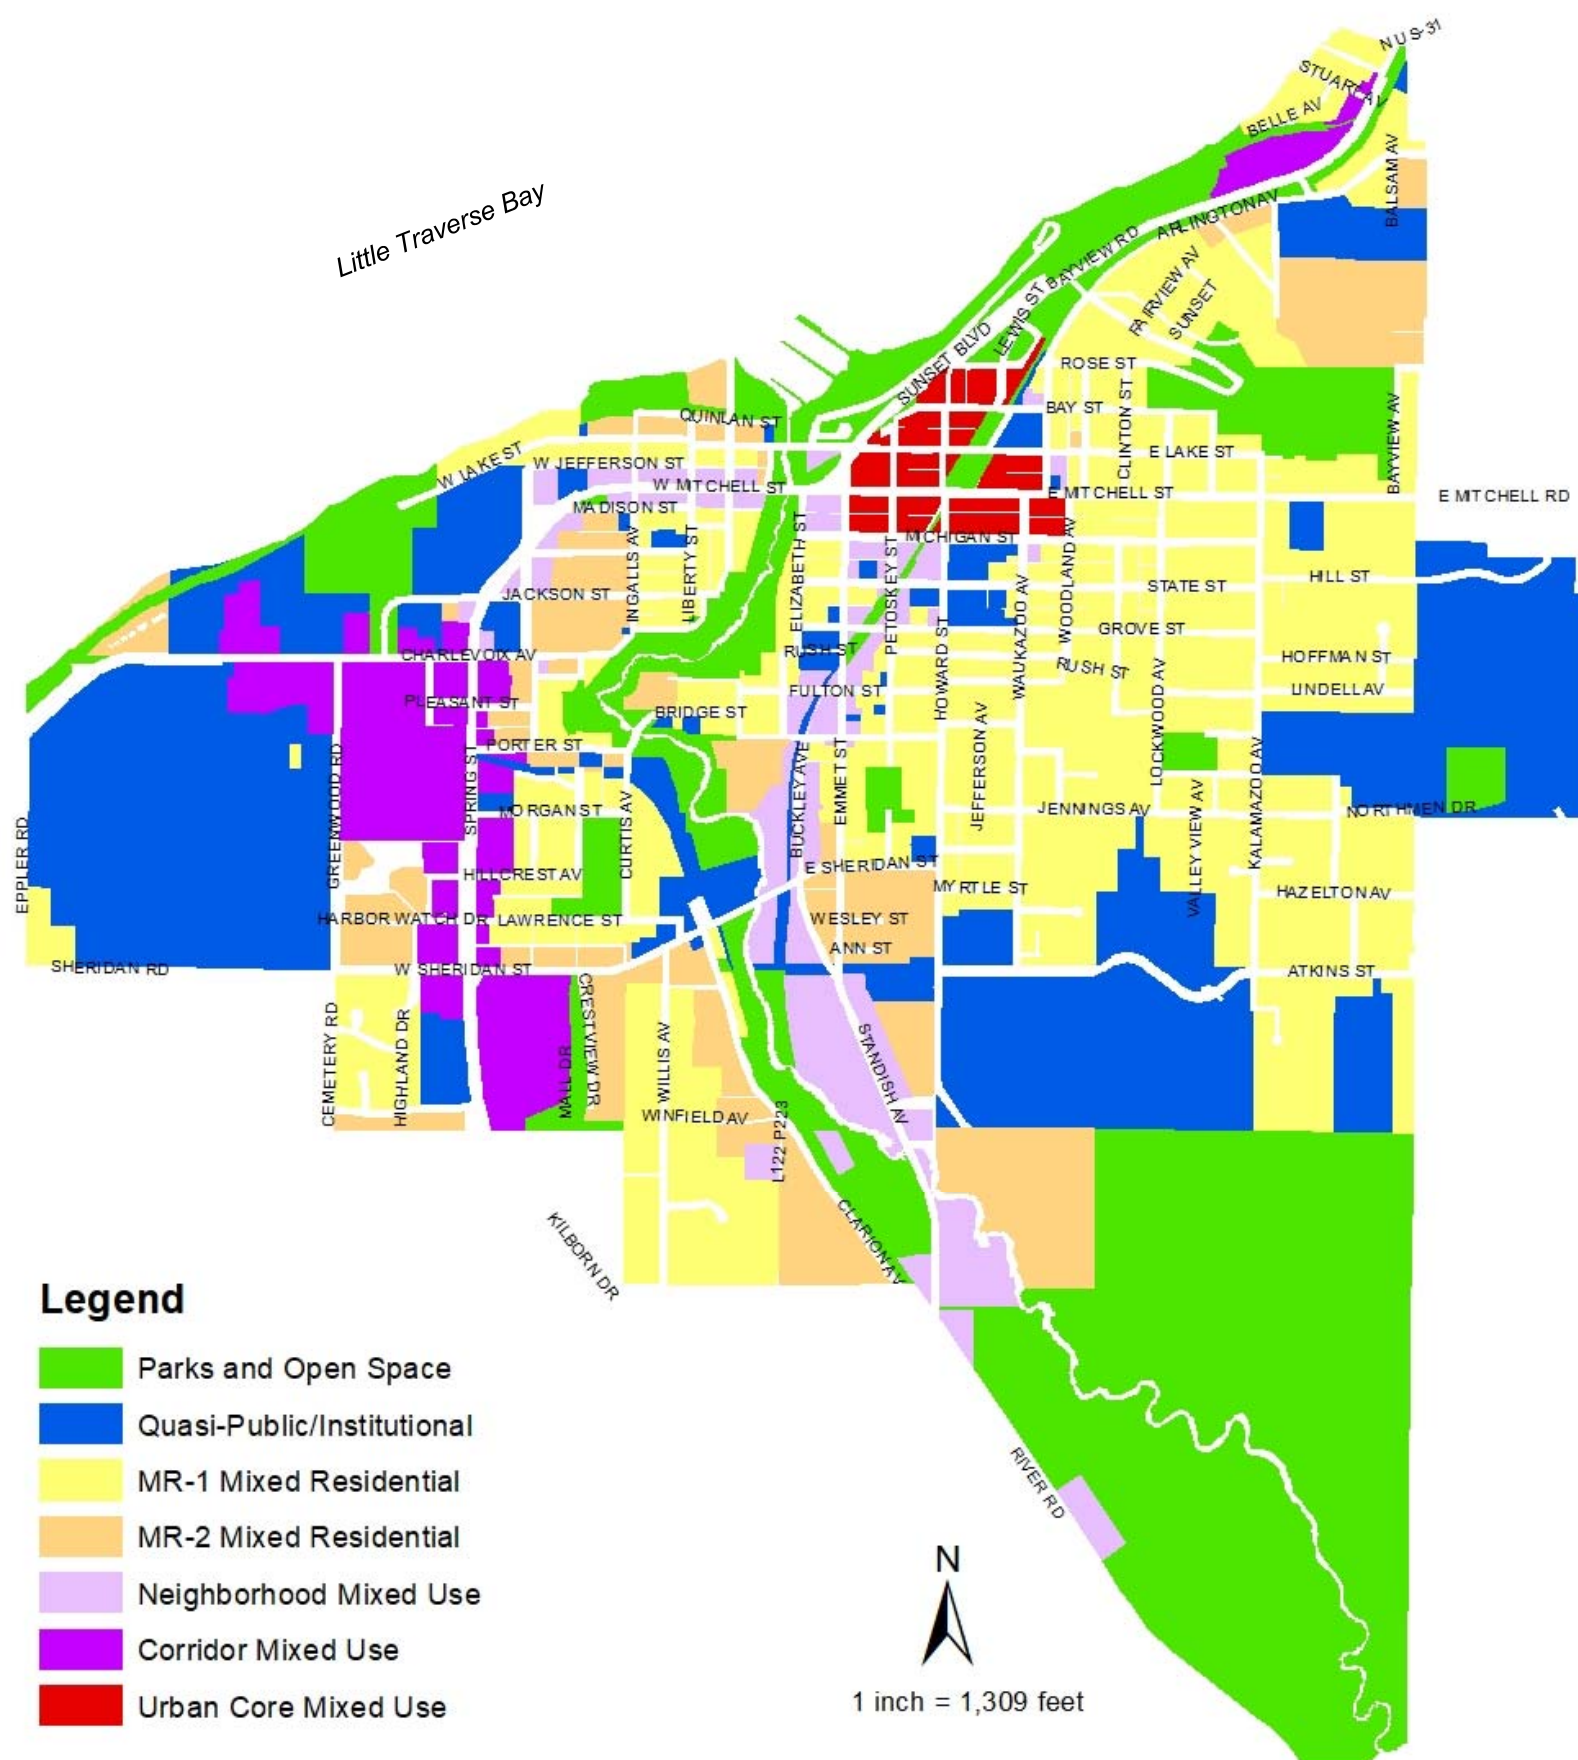 N US-31
STUART AV
BELLE AV
BALSAM AV
Little Traverse Bay
ARLINGTON AV
BAYVIEW RD
FAIRVIEW AV
SUNSET
LEWIS ST
SUNSET BLVD
ROSE ST
BAY ST
CLINTON ST
BAYVIEW AV
QUINLAN ST
E LAKE ST
W LAKE ST
W JEFFERSON ST
W MITCHELL ST
E MITCHELL ST
E MITCHELL RD
MADISON ST
MICHIGAN ST
INGALLS AV
LIBERTY ST
ELIZABETH ST
PETOSKEY ST
WOODLAND AV
HILL ST
STATE ST
JACKSON ST
WAUKAZOO AV
HOWARD ST
GROVE ST
RUSH ST
RUSH ST
CHARLEVOIX AV
HOFFMAN ST
LINDELL AV
FULTON ST
PLEASANT ST
BRIDGE ST
LOCKWOOD AV
PORTER ST
JEFFERSON AV
KALAMAZOO AV
GREENWOOD RD
SPRING ST
BUCKLEY AVE
EMMET ST
MORGAN ST
CURTIS AV
JENNINGS AV
VALLEY VIEW AV
NORTHMEN DR
EPPLER RD
HILLCREST AV
E SHERIDAN ST
MYRTLE ST
HAZELTON AV
HARBOR WATCH DR
LAWRENCE ST
WESLEY ST
ANN ST
SHERIDAN RD
W SHERIDAN ST
ATKINS ST
CEMETERY RD
HIGHLAND DR
MALL DR
CRESTVIEW DR
WILLIS AV
STANDISH AV
WINFIELD AV
L122 P223
KILBORN DR
CLARION AV
RIVER RD
Legend
Parks and Open Space
Quasi-Public/Institutional
MR-1 Mixed Residential
MR-2 Mixed Residential
Neighborhood Mixed Use
Corridor Mixed Use
Urban Core Mixed Use
N
1 inch = 1,309 feet